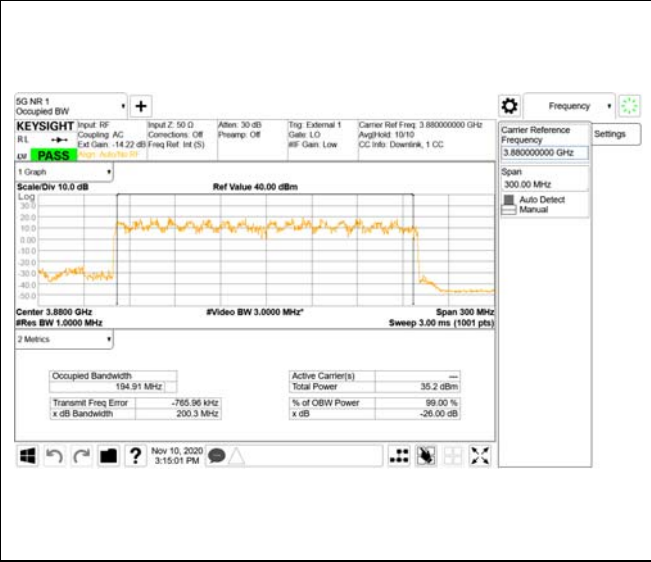 5G NR 1
Occupied BW
Frequency
KEYSIGHT
Input: RF
Input Z: 50 Ω
Atten: 30 dB
Trig: External 1
Carrier Ref Freq: 3.880000000 GHz
RL
Coupling: AC
Corrections: Off
Preamp: Off
Gate: LO
Avg|Hold: 10/10
Ext Gain: -14.22 dB
Freq Ref: Int (S)
#IF Gain: Low
CC Info: Downlink, 1 CC
PASS
Align: Auto/No RF
Carrier Reference
Frequency
3.880000000 GHz
Settings
Span
300.00 MHz
Auto Detect
Manual
1 Graph
Scale/Div 10.0 dB
Ref Value 40.00 dBm
Log
30.0
20.0
10.0
0.00
-10.0
-20.0
-30.0
-40.0
-50.0
Center 3.8800 GHz
#Video BW 3.0000 MHz*
Span 300 MHz
#Res BW 1.0000 MHz
Sweep 3.00 ms (1001 pts)
2 Metrics
Occupied Bandwidth
194.91 MHz
Active Carrier(s)
—
Total Power
35.2 dBm
Transmit Freq Error
-765.96 kHz
% of OBW Power
99.00 %
x dB Bandwidth
200.3 MHz
x dB
-26.00 dB
Nov 10, 2020
3:15:01 PM